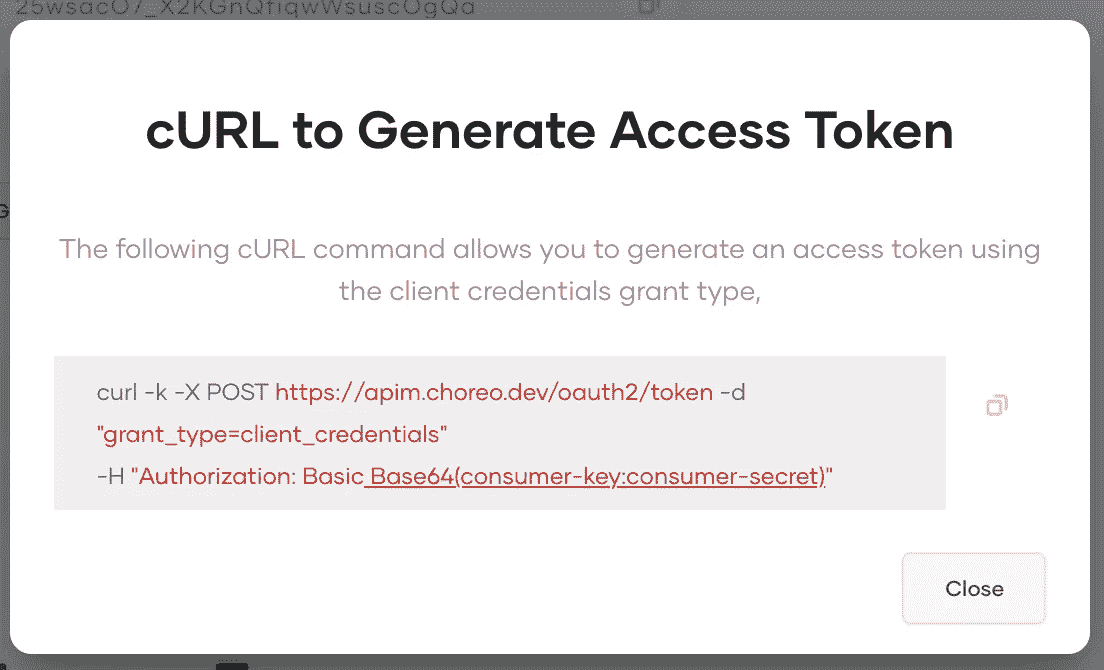 cURL to Generate Access Token
The following cURL command allows you to generate an access token using
the client credentials grant type,
curl -k -X POST https://apim.choreo.dev/oauth2/token -d
"grant_type=client_credentials"
-H "Authorization: Basic Base64(consumer-key:consumer-secret)"
Close